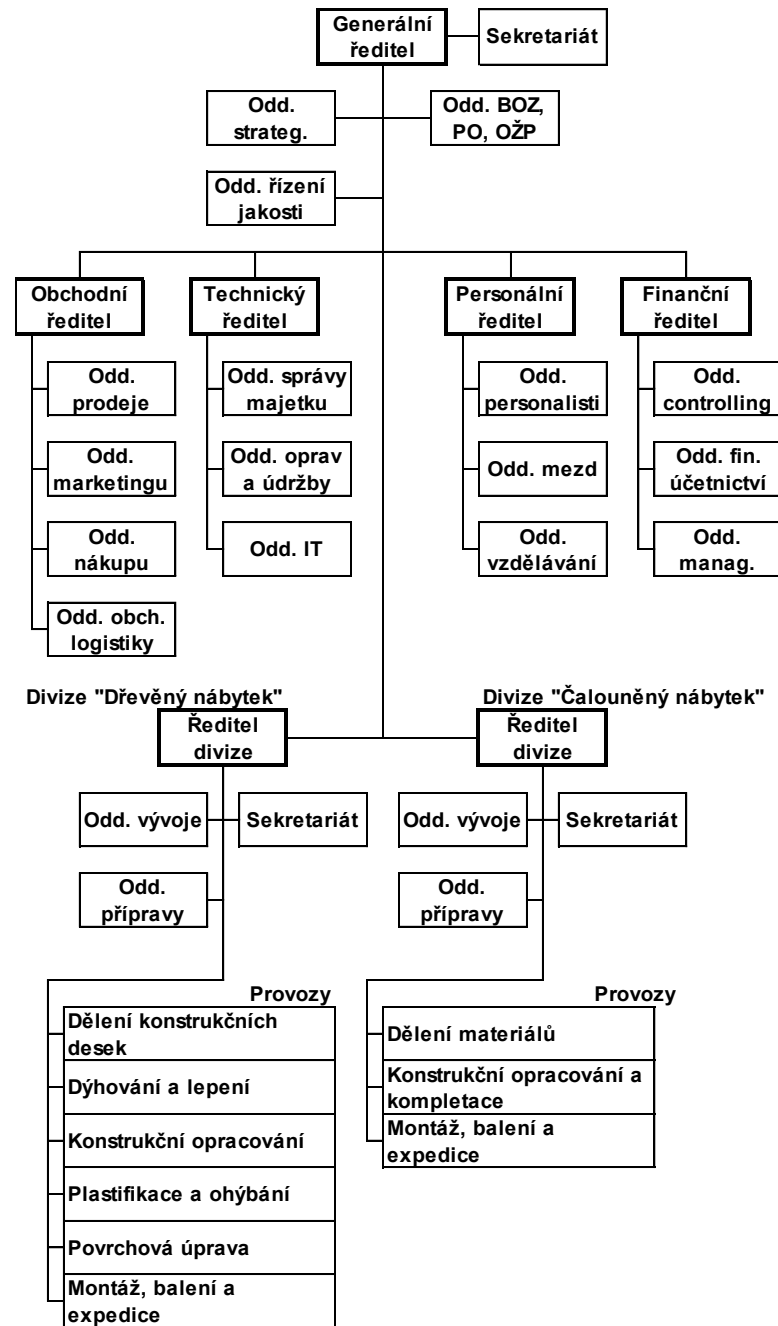 Generální
ředitel
Sekretariát
Odd.
strateg.
Odd. BOZ,
PO, OŽP
Odd. řízení
jakosti
Obchodní
ředitel
Technický
ředitel
Personální
ředitel
Finanční
ředitel
Odd.
prodeje
Odd. správy
majetku
Odd.
personalisti
Odd.
controlling
Odd.
marketingu
Odd. oprav
a údržby
Odd. mezd
Odd. fin.
účetnictví
Odd.
nákupu
Odd. IT
Odd.
vzdělávání
Odd.
manag.
Odd. obch.
logistiky
Divize "Dřevěný nábytek"
Divize "Čalouněný nábytek"
Ředitel
divize
Ředitel
divize
Odd. vývoje
Sekretariát
Odd. vývoje
Sekretariát
Odd.
přípravy
Odd.
přípravy
Provozy
Dělení konstrukčních
desek
Dýhování a lepení
Konstrukční opracování
Plastifikace a ohýbání
Povrchová úprava
Montáž, balení a
expedice
Provozy
Dělení materiálů
Konstrukční opracování a
kompletace
Montáž, balení a
expedice